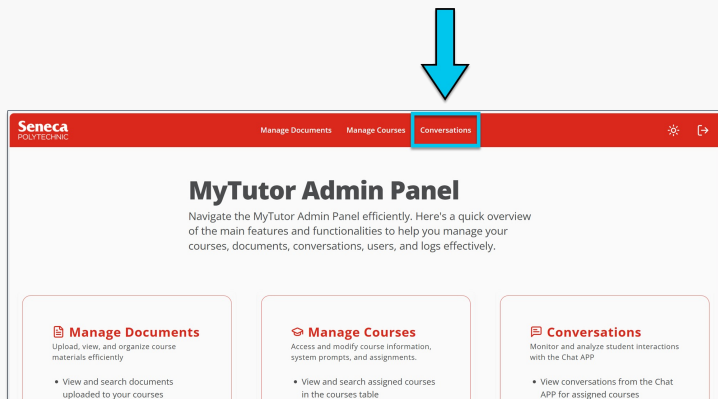 Seneca
POLYTECHNIC
Manage Documents Manage Courses Conversations
MyTutor Admin Panel
Navigate the MyTutor Admin Panel efficiently. Here's a quick overview
of the main features and functionalities to help you manage your
courses, documents, conversations, users, and logs effectively.
Manage Documents
Upload, view, and organize course
materials efficiently
• View and search documents
uploaded to your courses
Manage Courses
Access and modify course information,
system prompts, and assignments.
• View and search assigned courses
in the courses table
Conversations
Monitor and analyze student interactions
with the Chat APP
• View conversations from the Chat
APP for assigned courses